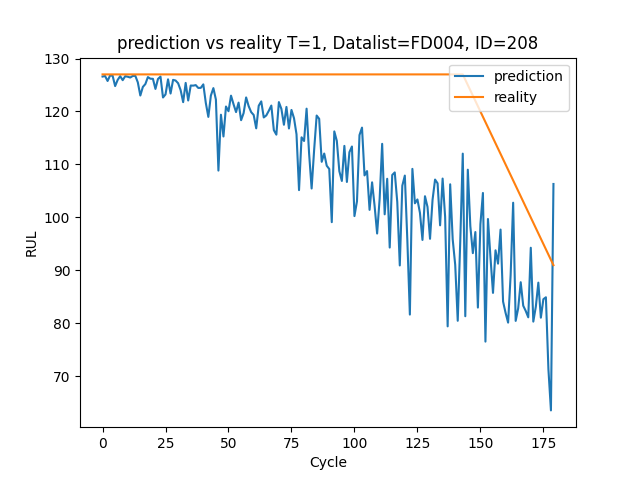 prediction vs reality T=1, Datalist=FD004, ID=208
prediction
reality
130
120
110
100
90
80
70
RUL
0 25 50 75 100 125 150 175
Cycle